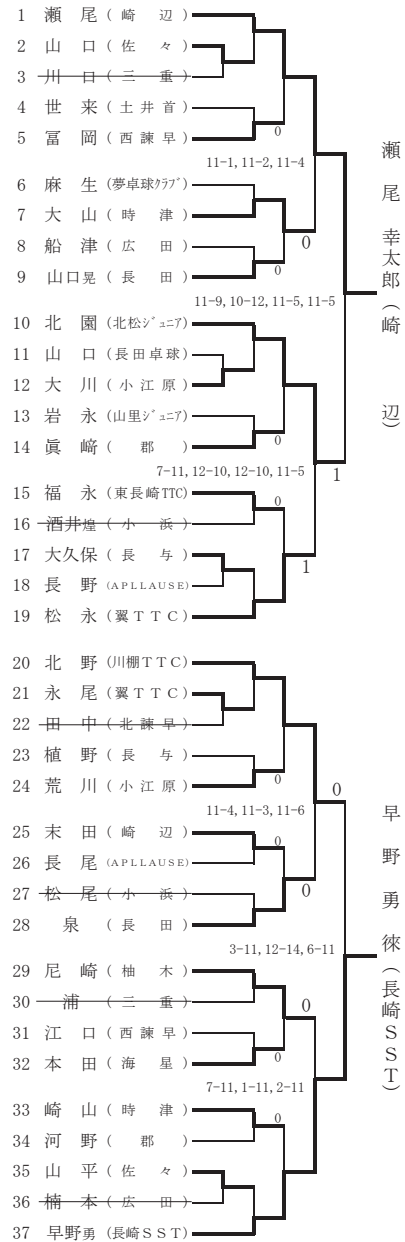 1 瀬尾 (崎辺)
2 山口 (佐々)
3 川口 (三重)
4 世来 (土井首)
0
5 冨岡 (西諫早)
11-1, 11-2, 11-4
6 麻生 (夢卓球クラブ)
7 大山 (時津)
0
8 船津 (広田)
0
9 山口晃 (長田)
11-9, 10-12, 11-5, 11-5
10 北園 (北松ジュニア)
11 山口 (長田卓球)
12 大川 (小江原)
13 岩永 (山里ジュニア)
0
14 眞﨑 (郡)
7-11, 12-10, 12-10, 11-5
1
15 福永 (東長崎TTC)
0
16 酒井煌 (小浜)
17 大久保 (長与)
1
18 長野 (APLLAUSE)
19 松永 (翼TTC)
瀬尾幸太郎(崎辺)
20 北野 (川棚TTC)
21 永尾 (翼TTC)
22 田中 (北諫早)
23 植野 (長与)
0
24 荒川 (小江原)
0
11-4, 11-3, 11-6
25 末田 (崎辺)
0
26 長尾 (APLLAUSE)
27 松尾 (小浜)
0
28 泉 (長田)
3-11, 12-14, 6-11
29 尼崎 (柚木)
30 浦 (三重)
0
31 江口 (西諫早)
0
32 本田 (海星)
7-11, 1-11, 2-11
33 崎山 (時津)
0
34 河野 (郡)
35 山平 (佐々)
36 楠本 (広田)
37 早野勇 (長崎SST)
早野勇徠(長崎SST)